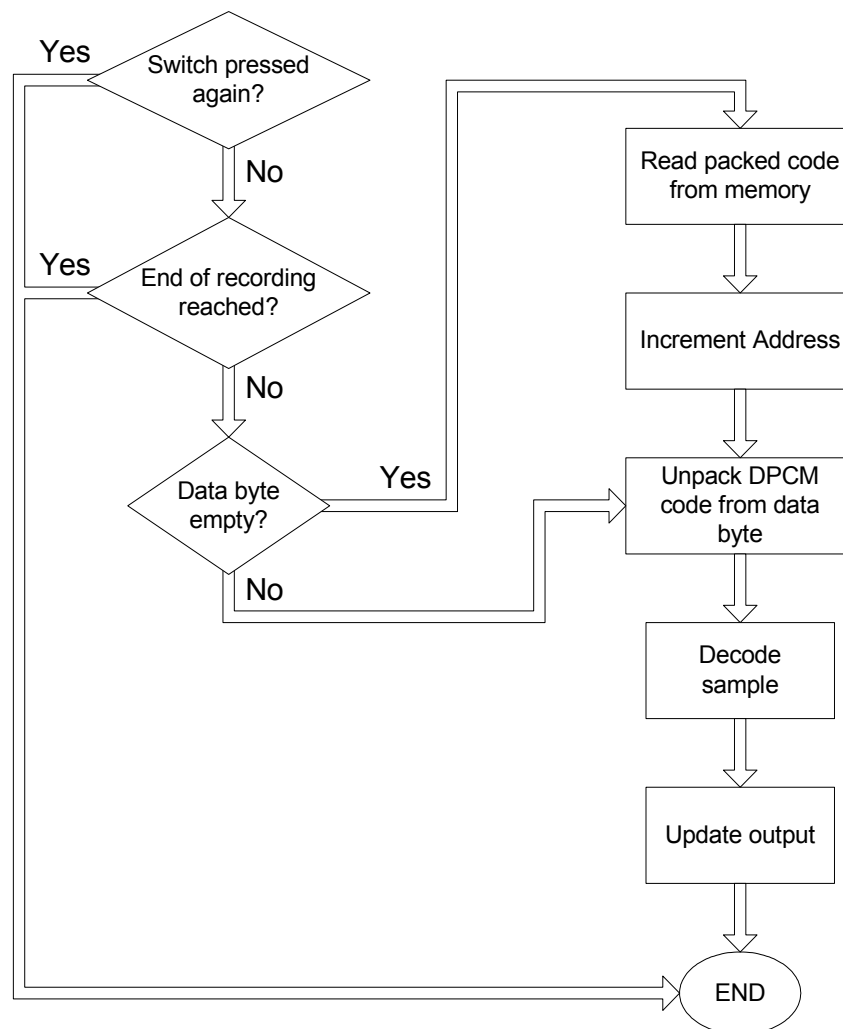 Yes
Switch pressed
again?
No
Yes
End of recording
reached?
No
Data byte
empty?
Yes
No
Read packed code
from memory
Increment Address
Unpack DPCM
code from data
byte
Decode
sample
Update output
END